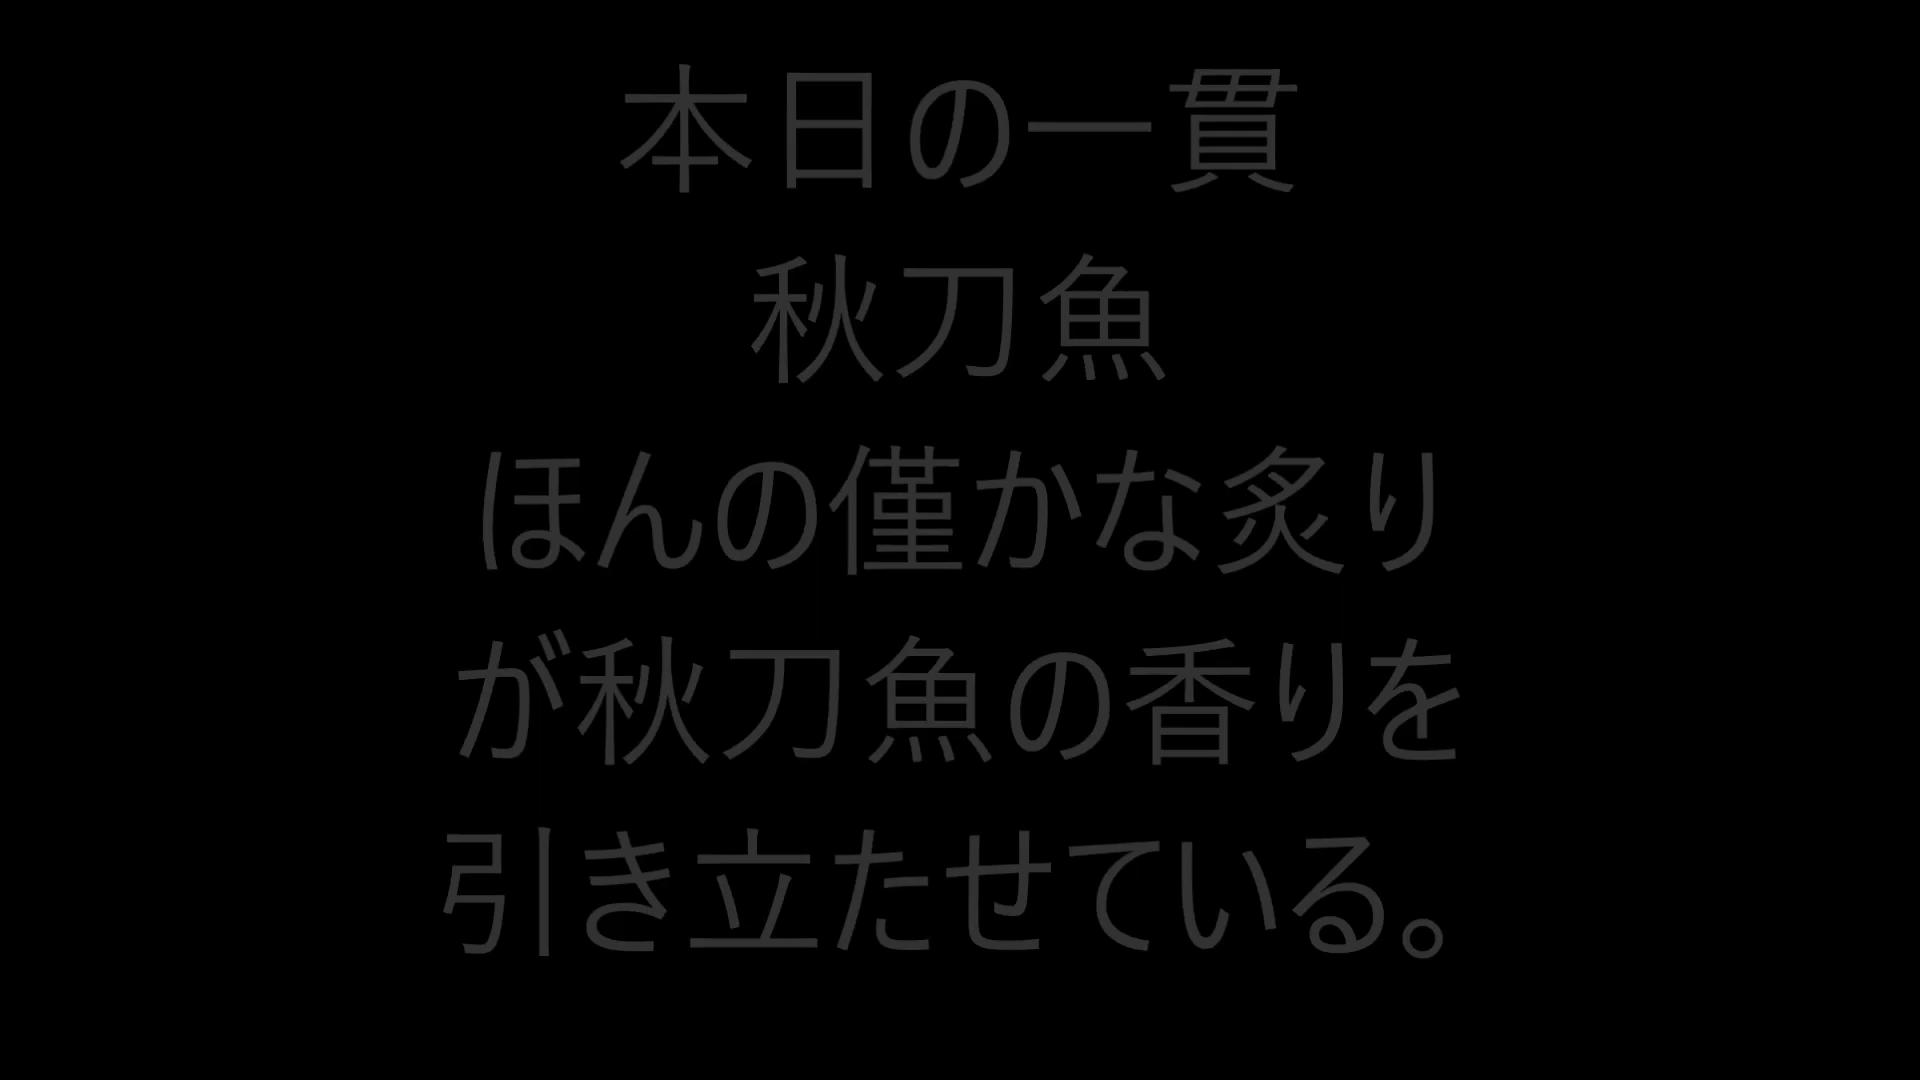 本日の一貫
秋刀魚
ほんの僅かな炙り
が秋刀魚の香りを
引き立たせている。